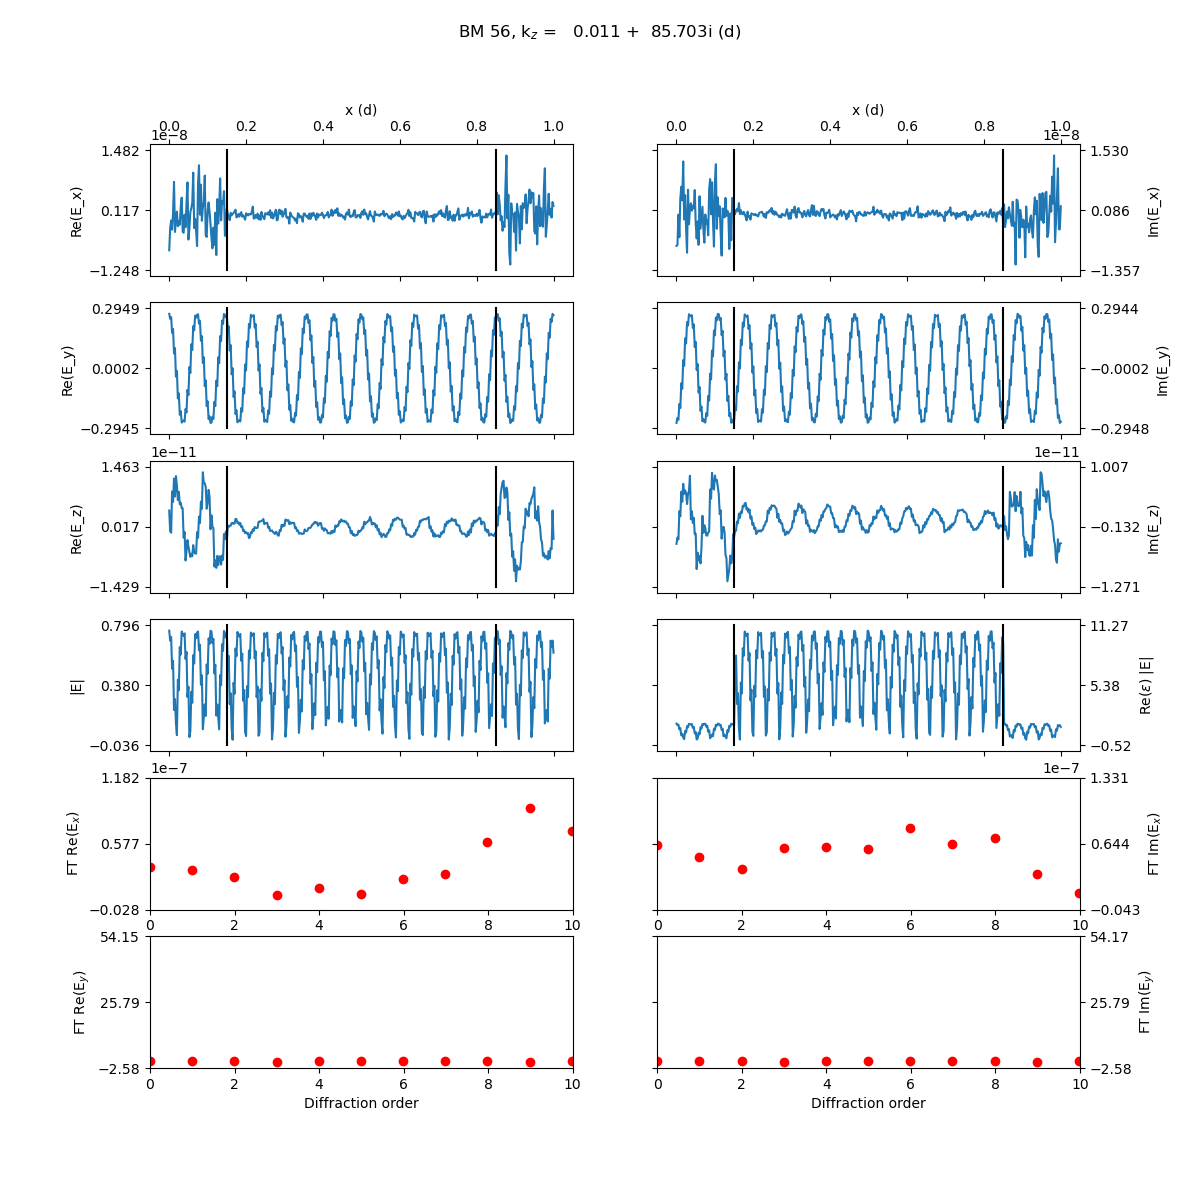 BM 56, k_z = 0.011 + 85.703i (d)
x (d)
x (d)
0.0 0.2 0.4 0.6 0.8 1.0
0.0 0.2 0.4 0.6 0.8 1.0
1e−8
1e−8
1.482
0.117
−1.248
Re(E_x)
1.530
0.086
−1.357
Im(E_x)
0.2949
0.0002
−0.2945
Re(E_y)
0.2944
−0.0002
−0.2948
Im(E_y)
1e−11
1e−11
1.463
0.017
−1.429
Re(E_z)
1.007
−0.132
−1.271
Im(E_z)
0.796
0.380
−0.036
|E|
11.27
5.38
−0.52
Re(ε) |E|
1e−7
1e−7
1.182
0.577
−0.028
FT Re(E_x)
1.331
0.644
−0.043
FT Im(E_x)
0 2 4 6 8 10
0 2 4 6 8 10
54.15
25.79
−2.58
FT Re(E_y)
54.17
25.79
−2.58
FT Im(E_y)
0 2 4 6 8 10
0 2 4 6 8 10
Diffraction order
Diffraction order